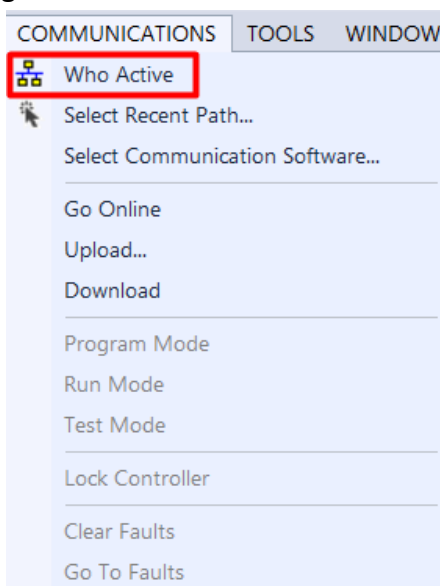 COMMUNICATIONS TOOLS WINDOW
Who Active
Select Recent Path...
Select Communication Software...
Go Online
Upload...
Download
Program Mode
Run Mode
Test Mode
Lock Controller
Clear Faults
Go To Faults